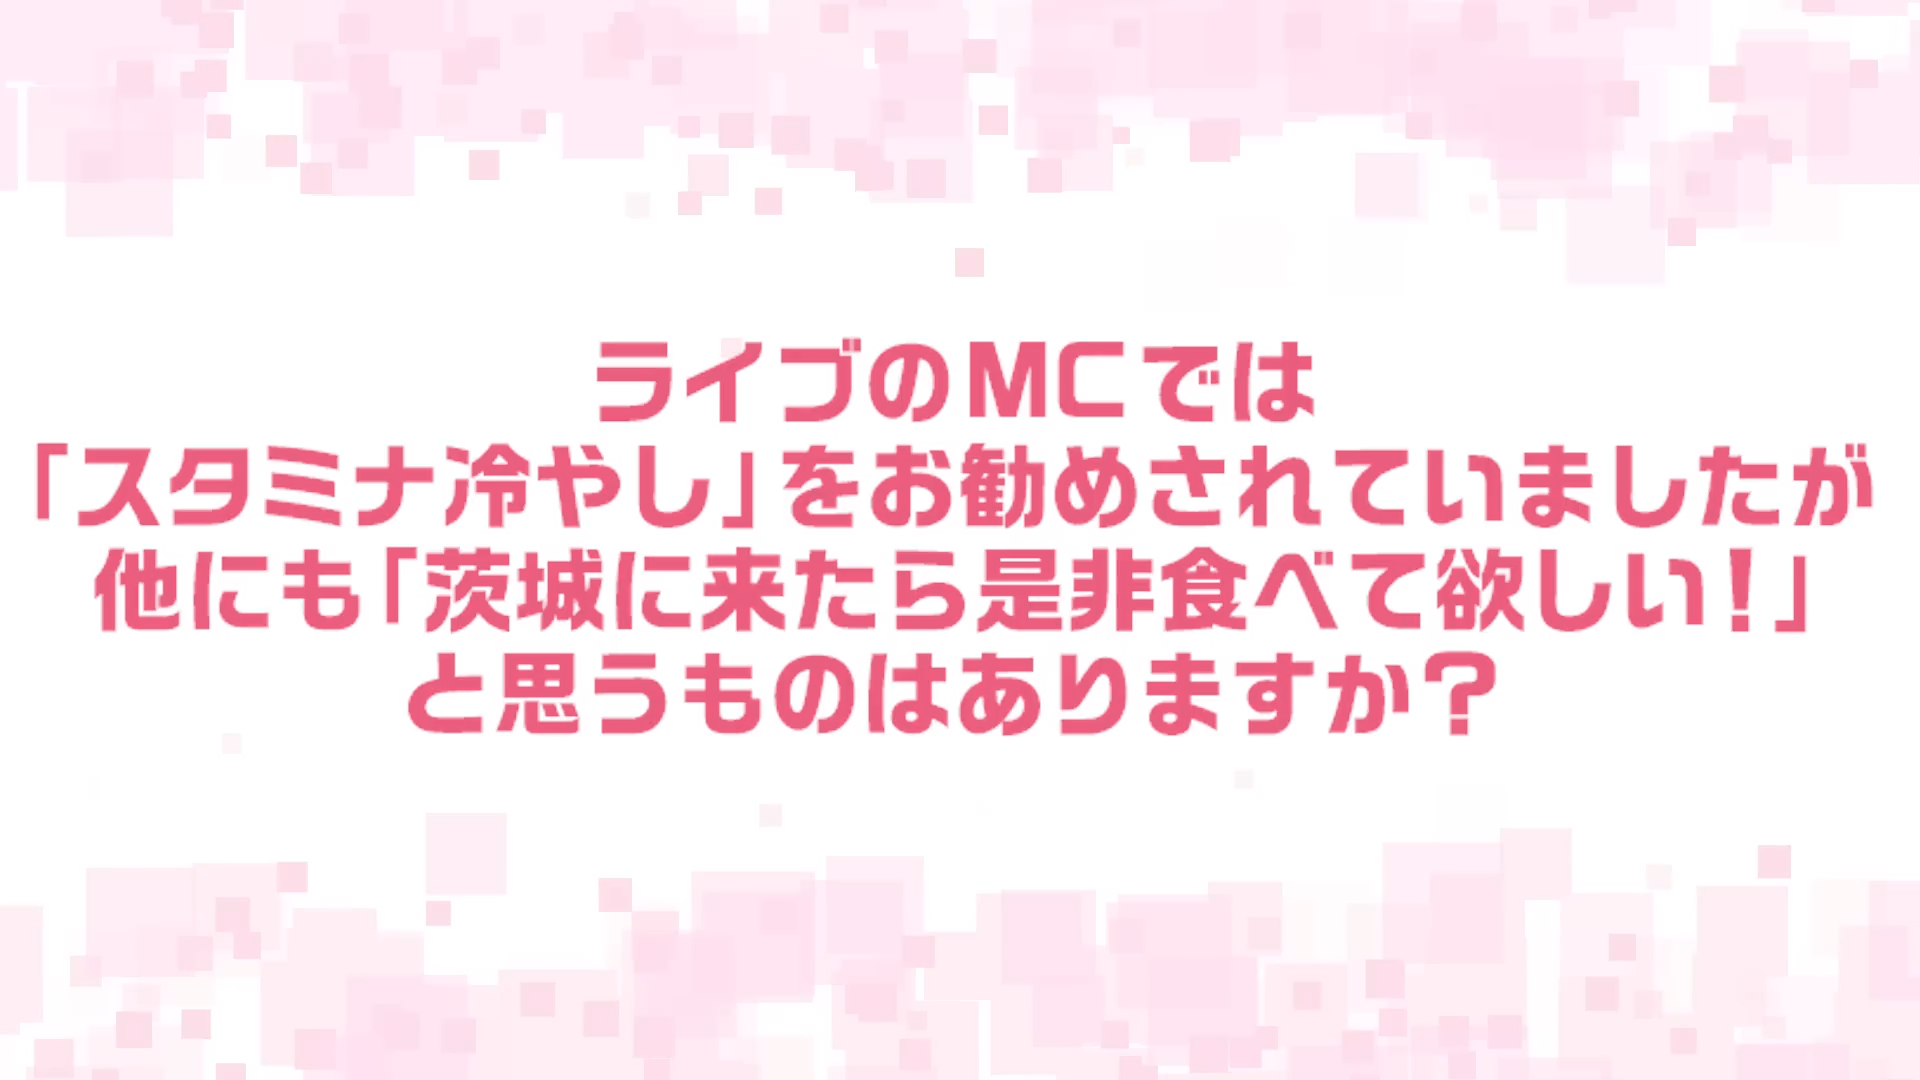 ライブのMCでは
「スタミナ冷やし」をお勧めされていましたが
他にも「茨城に来たら是非食べて欲しい！」
と思うものはありますか？